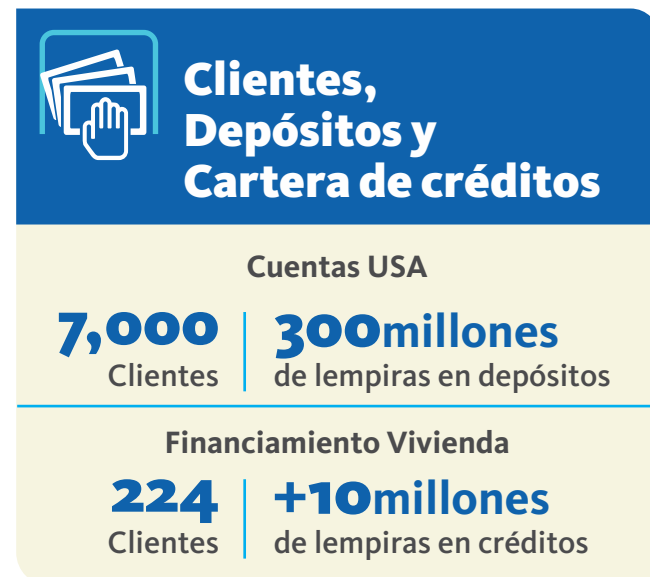 Clientes,
Depósitos y
Cartera de créditos
Cuentas USA
7,000
Clientes
300millones
de lempiras en depósitos
Financiamiento Vivienda
224
Clientes
+10millones
de lempiras en créditos